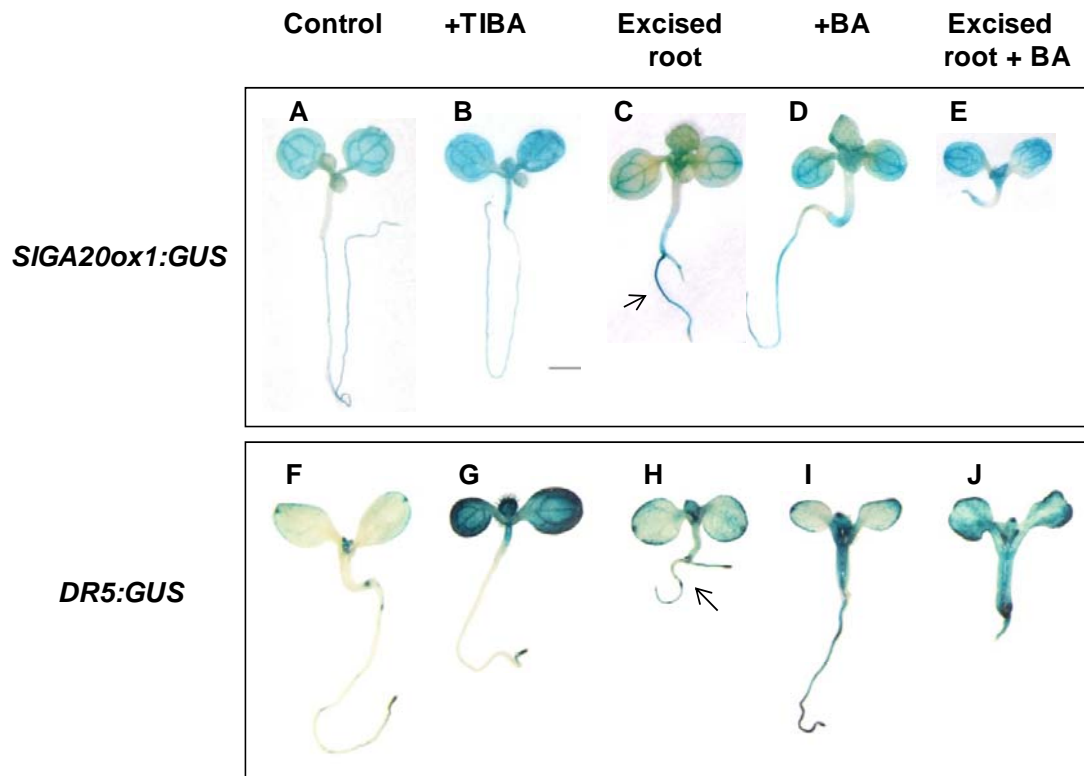 Control +TIBA Excised root +BA Excised root + BA
A B C D E
SlGA20ox1:GUS
F G H I J
DR5:GUS